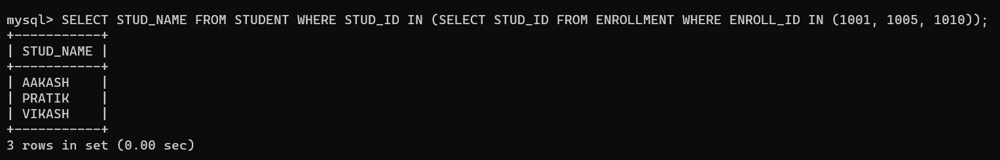 mysql> SELECT STUD_NAME FROM STUDENT WHERE STUD_ID IN (SELECT STUD_ID FROM ENROLLMENT WHERE ENROLL_ID IN (1001, 1005, 1010));
+-----------+
| STUD_NAME |
+-----------+
| AAKASH    |
| PRATIK    |
| VIKASH    |
+-----------+
3 rows in set (0.00 sec)